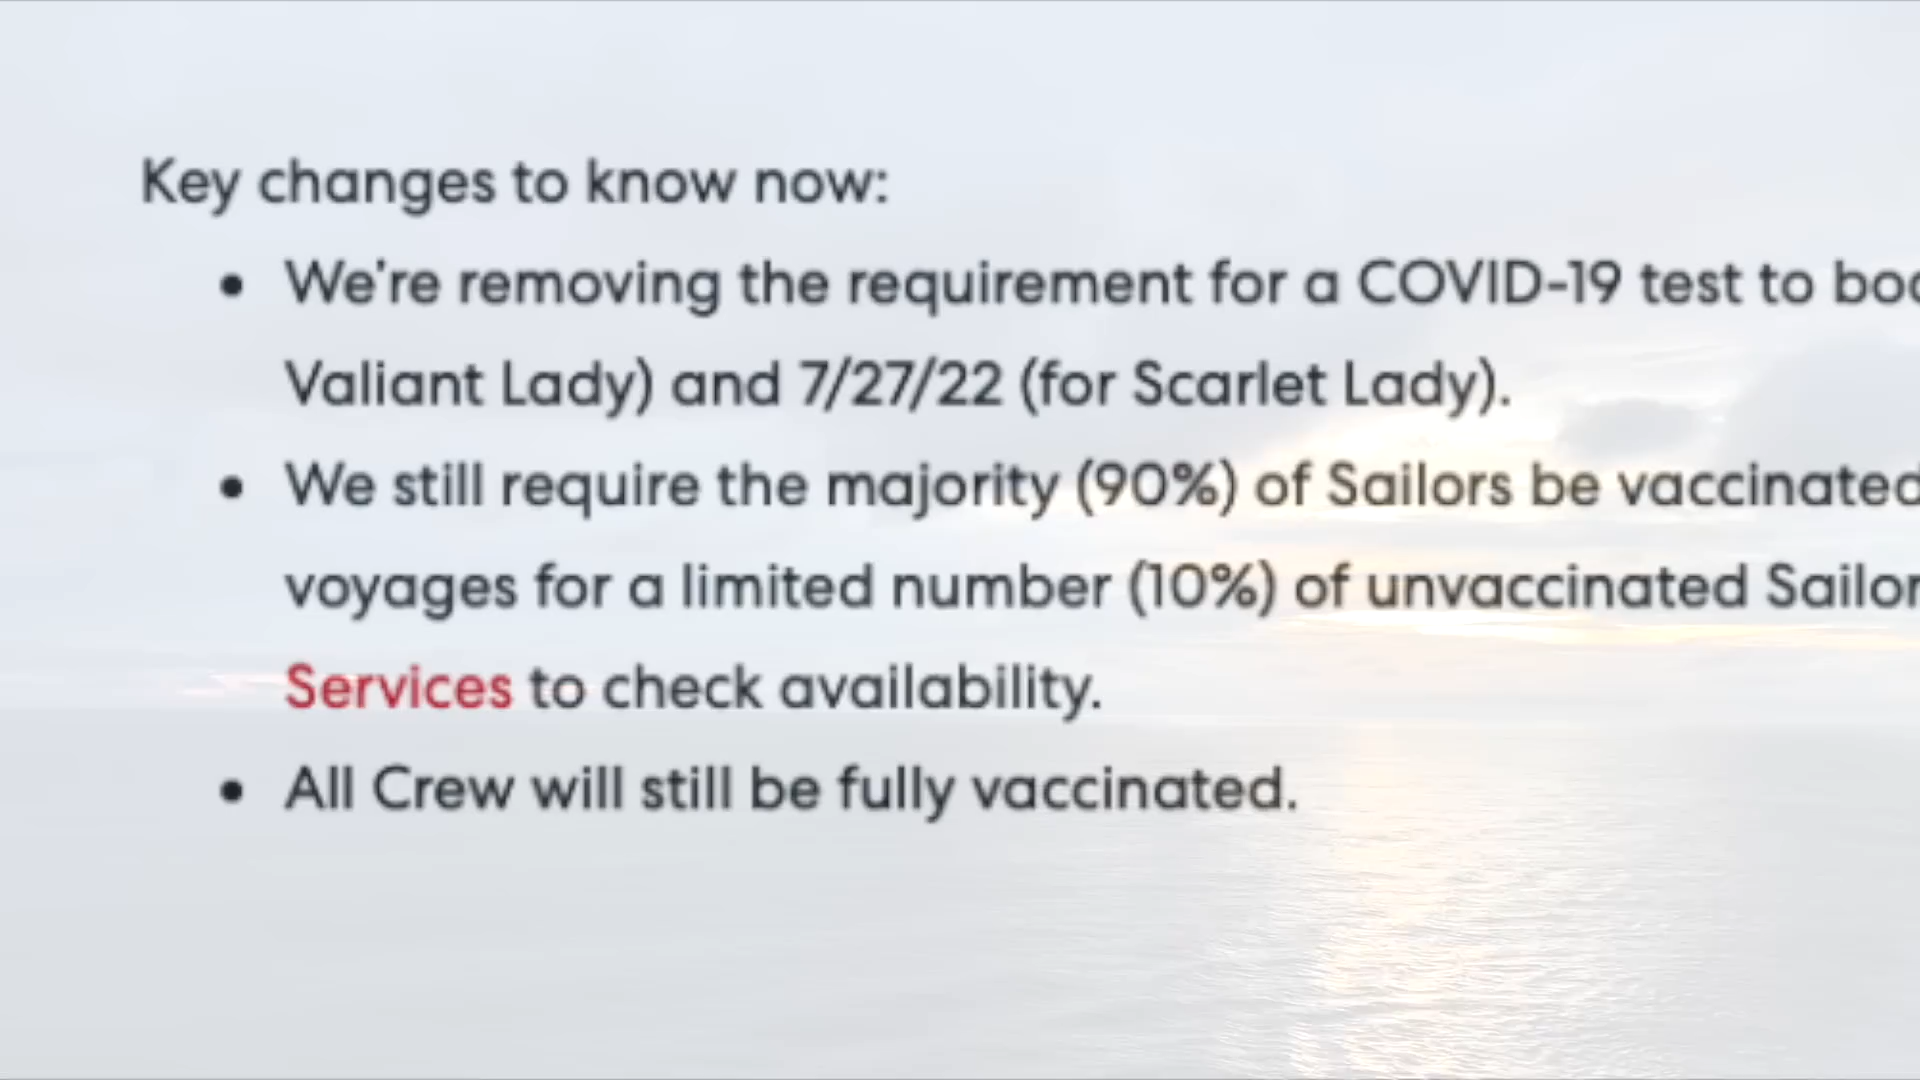 Key changes to know now:
• We're removing the requirement for a COVID-19 test to
Valiant Lady) and 7/27/22 (for Scarlet Lady).
• We still require the majority (90%) of Sailors be vaccinated
voyages for a limited number (10%) of unvaccinated
Services to check availability.
• All Crew will still be fully vaccinated.